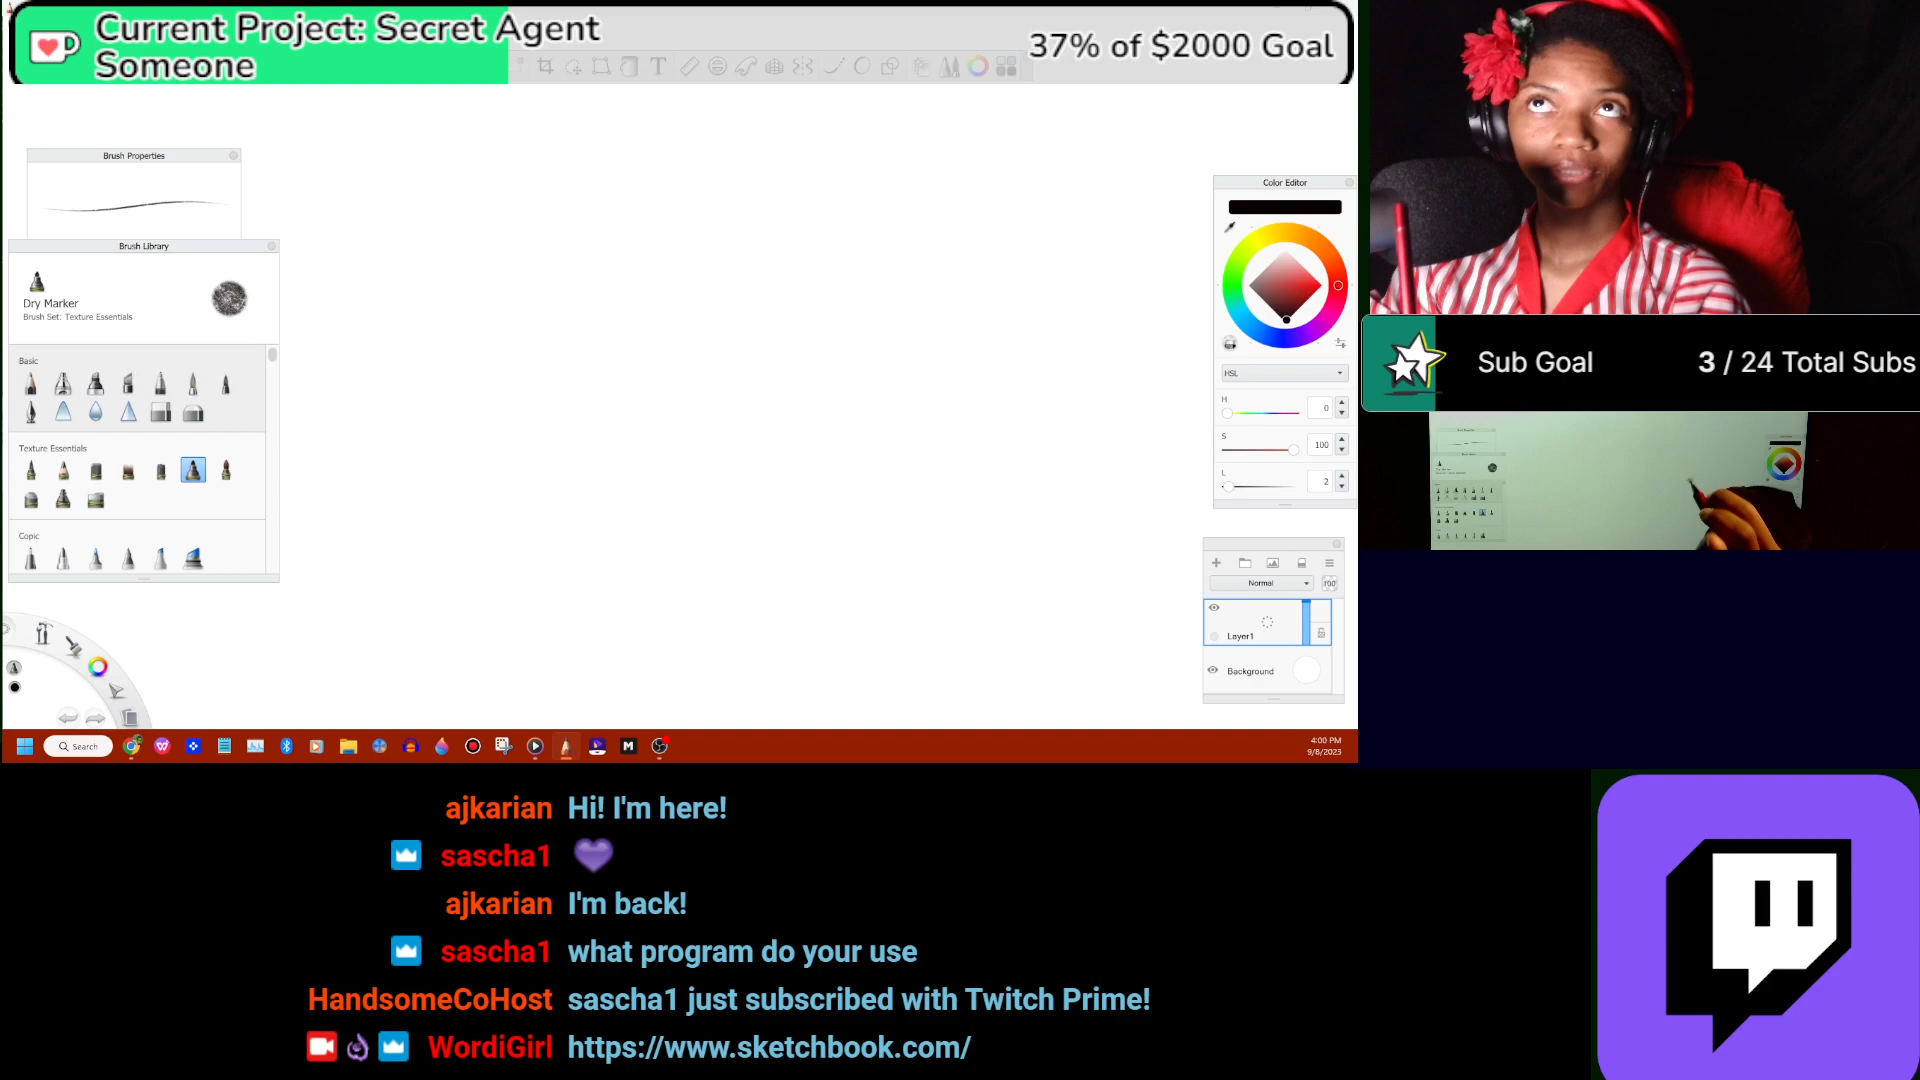 Current Project: Secret Agent
Someone
37% of $2000 Goal
Brush Properties
Brush Library
Dry Marker
Brush Set: Texture Essentials
Basic
Texture Essentials
Copic
Color Editor
HSL
H
0
S
100
L
2
Normal
100
Layer1
Background
Sub Goal
3 / 24 Total Subs
Search
4:00 PM
9/8/2023
ajkarian Hi! I'm here!
sascha1 💜
ajkarian I'm back!
sascha1 what program do your use
HandsomeCoHost sascha1 just subscribed with Twitch Prime!
WordiGirl https://www.sketchbook.com/